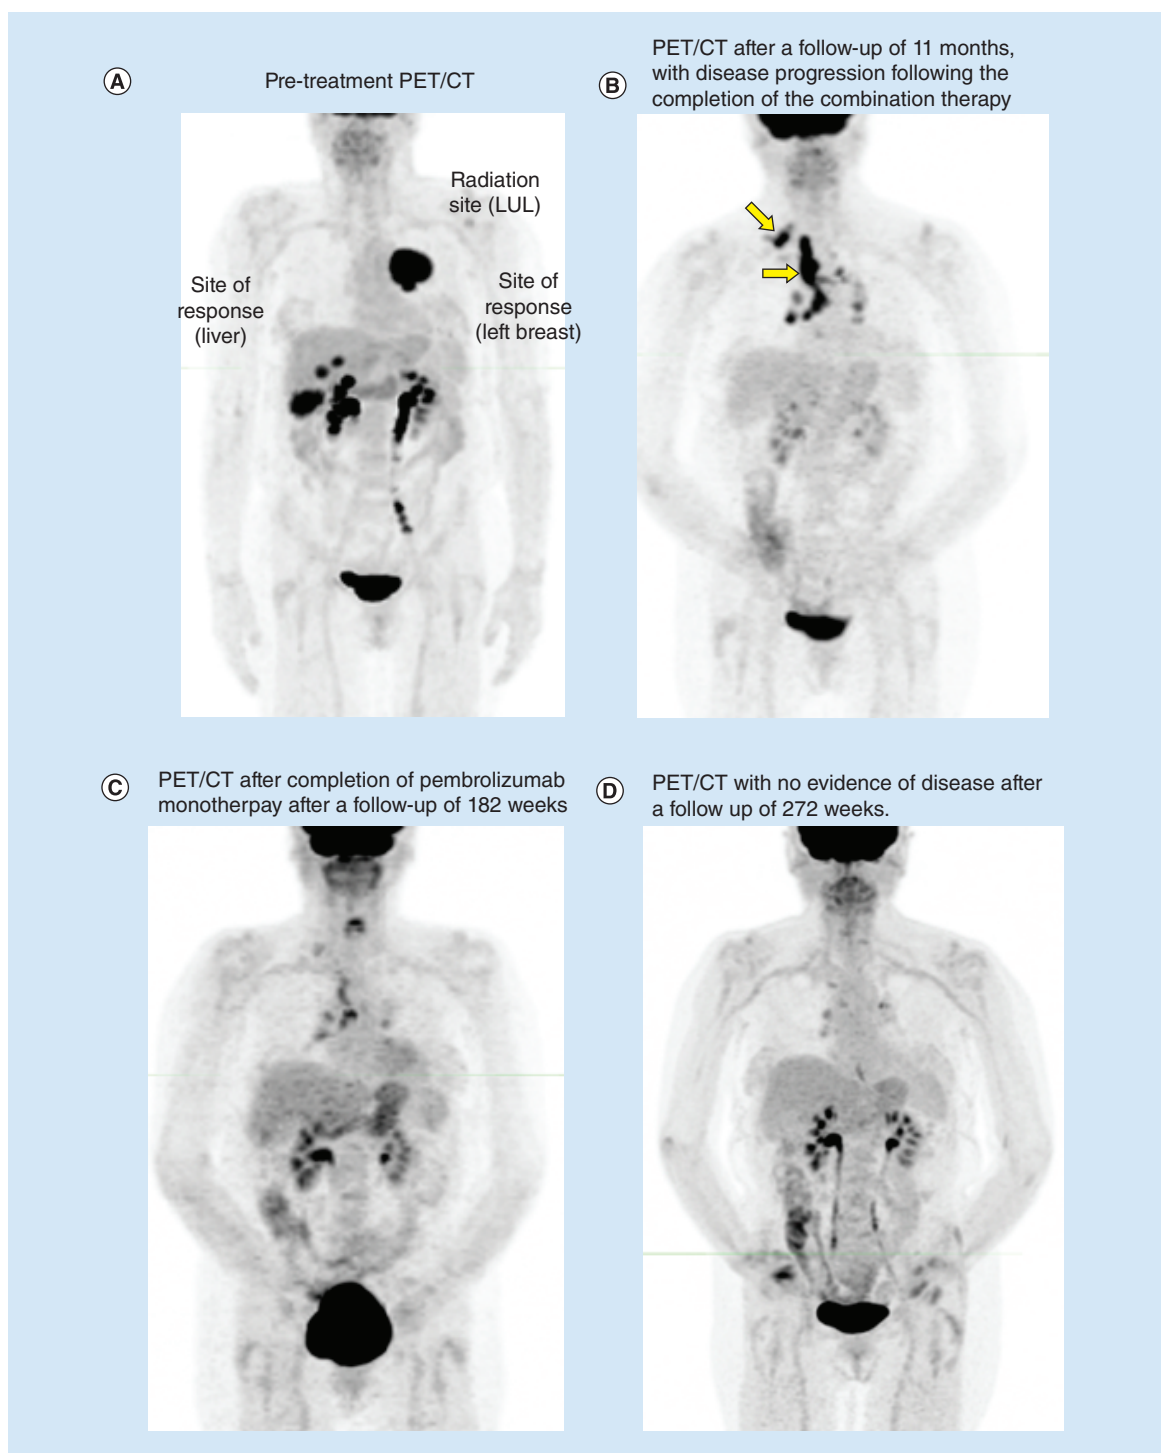 A
Pre-treatment PET/CT
Radiation
site (LUL)
Site of
response
(liver)
Site of
response
(left breast)
B
PET/CT after a follow-up of 11 months,
with disease progression following the
completion of the combination therapy
C
PET/CT after completion of pembrolizumab
monotherpay after a follow-up of 182 weeks
D
PET/CT with no evidence of disease after
a follow up of 272 weeks.